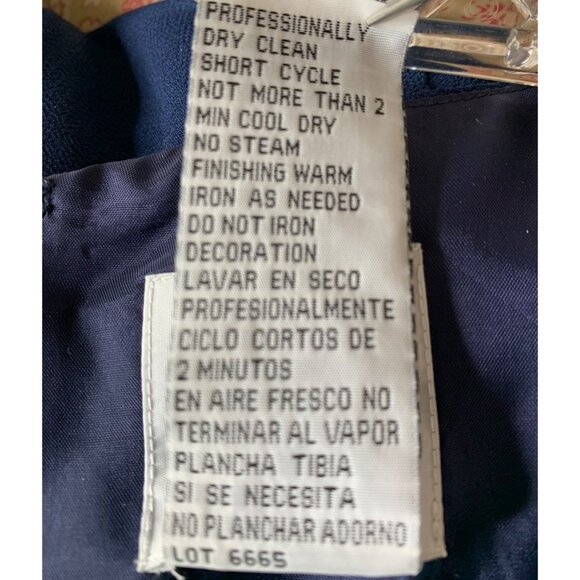 PROFESSIONALLY
DRY CLEAN
SHORT CYCLE
NOT MORE THAN 2
MIN COOL DRY
NO STEAM
FINISHING WARM
IRON AS NEEDED
DO NOT IRON
DECORATION
LAVAR EN SECO
PROFESIONALMENTE
CICLO CORTOS DE
2 MINUTOS
EN AIRE FRESCO NO
TERMINAR AL VAPOR
PLANCHA TIBIA
SI SE NECESITA
NO PLANCHAR ADORNO
LOT 6665